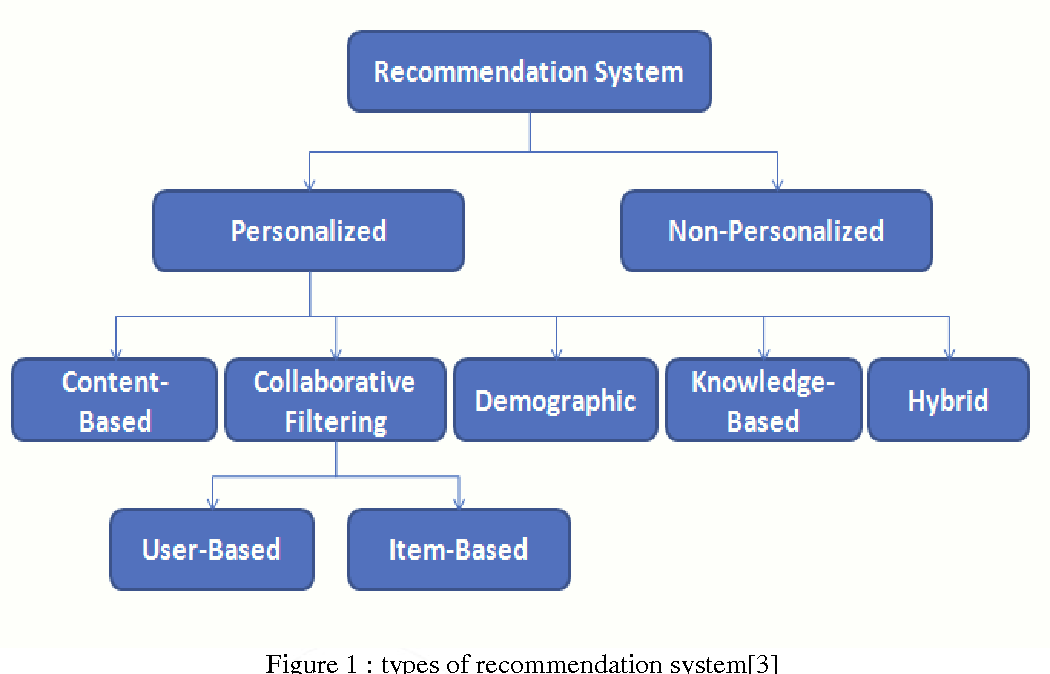 Recommendation System
Personalized
Non-Personalized
Content-
Based
Collaborative
Filtering
Demographic
Knowledge-
Based
Hybrid
User-Based
Item-Based
Figure 1 : types of recommendation system[3]